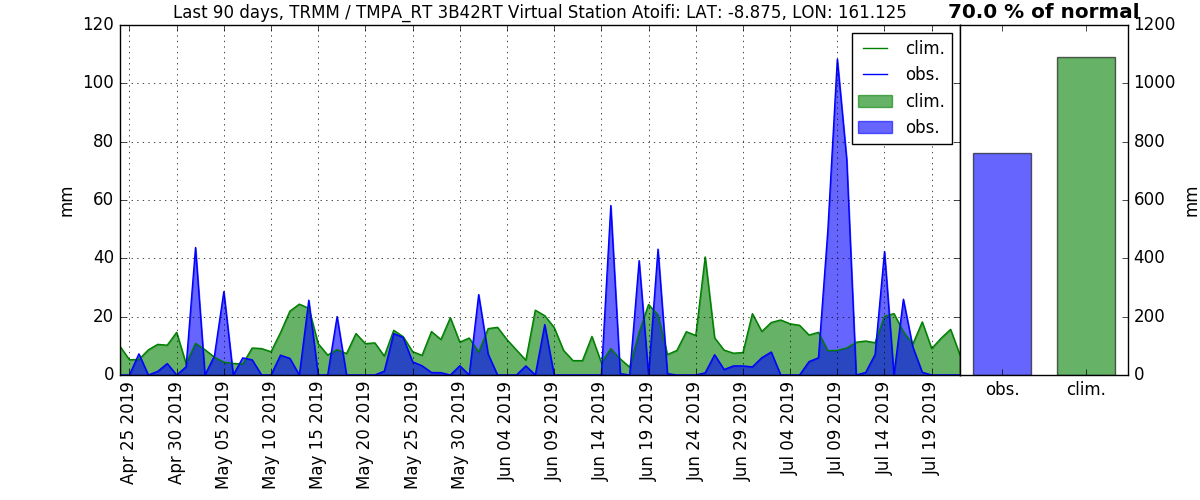 Last 90 days, TRMM / TMPA_RT 3B42RT Virtual Station Atoifi: LAT: -8.875, LON: 161.125
70.0 % of normal
120
100
80
60
40
20
0
mm
clim.
obs.
clim.
obs.
1200
1000
800
600
400
200
0
mm
Apr 25 2019
Apr 30 2019
May 05 2019
May 10 2019
May 15 2019
May 20 2019
May 25 2019
May 30 2019
Jun 04 2019
Jun 09 2019
Jun 14 2019
Jun 19 2019
Jun 24 2019
Jun 29 2019
Jul 04 2019
Jul 09 2019
Jul 14 2019
Jul 19 2019
obs.
clim.